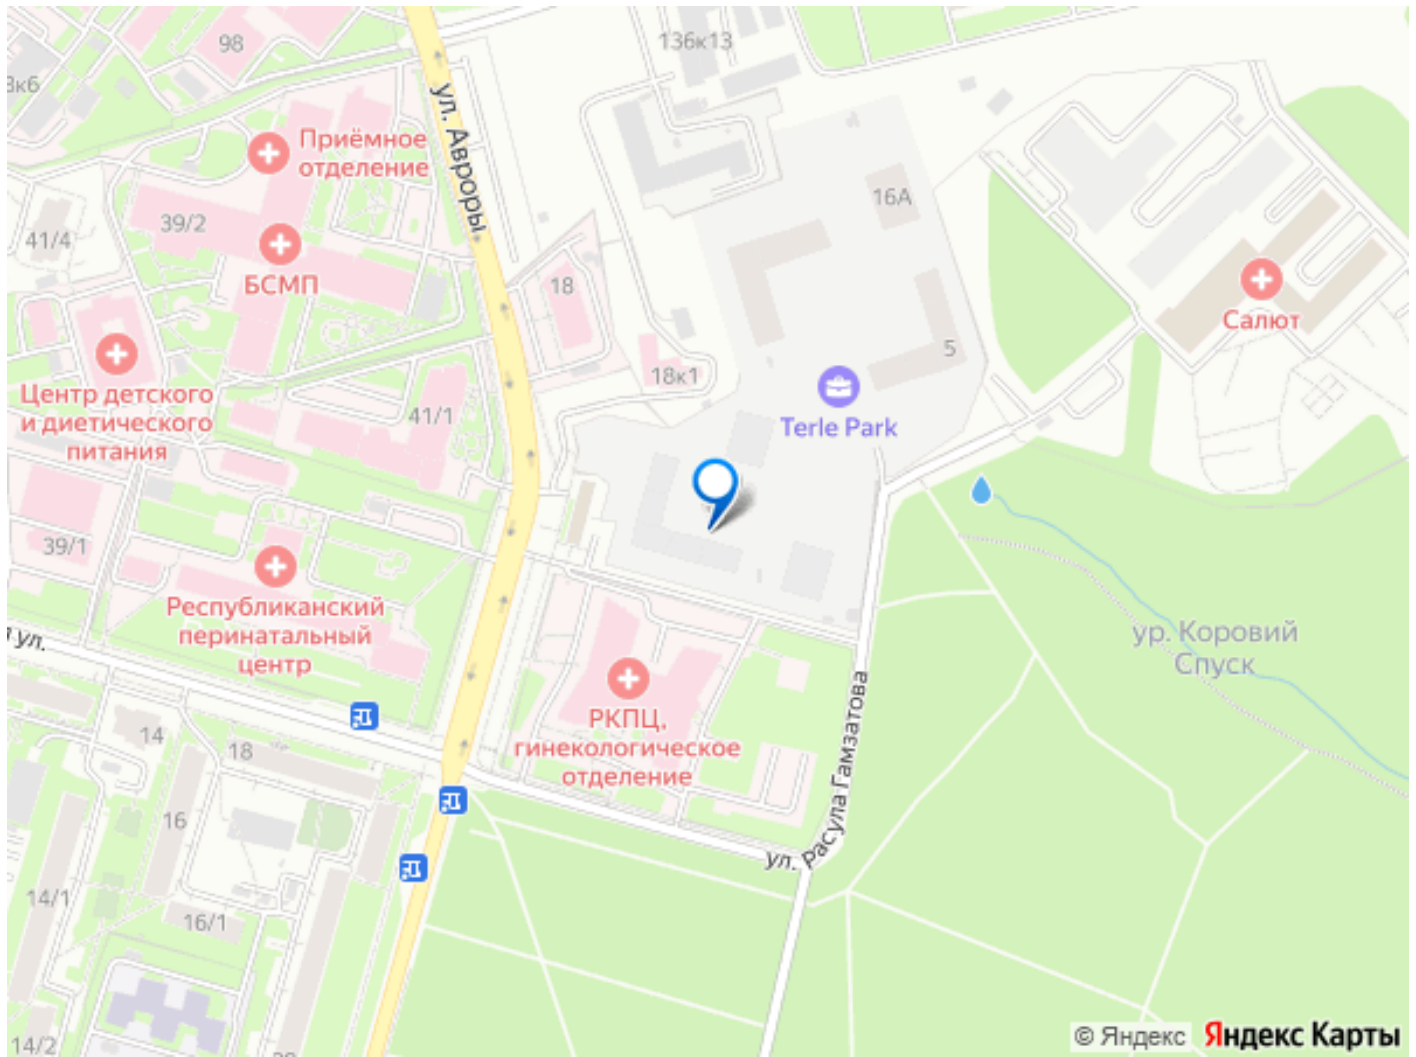 98
136к13
3к6
ул. Авроры
Приёмное
отделение
16А
39/2
41/4
БСМП
18
Салют
5
18к1
Центр детского
и диетического
питания
41/1
Terle Park
39/1
Республиканский
перинатальный
центр
я ул.
ур. Коровий
Спуск
РКПЦ,
гинекологическое
отделение
14
18
16
ул. Расула Гамзатова
14/1
16/1
14/2
© Яндекс Яндекс Карты